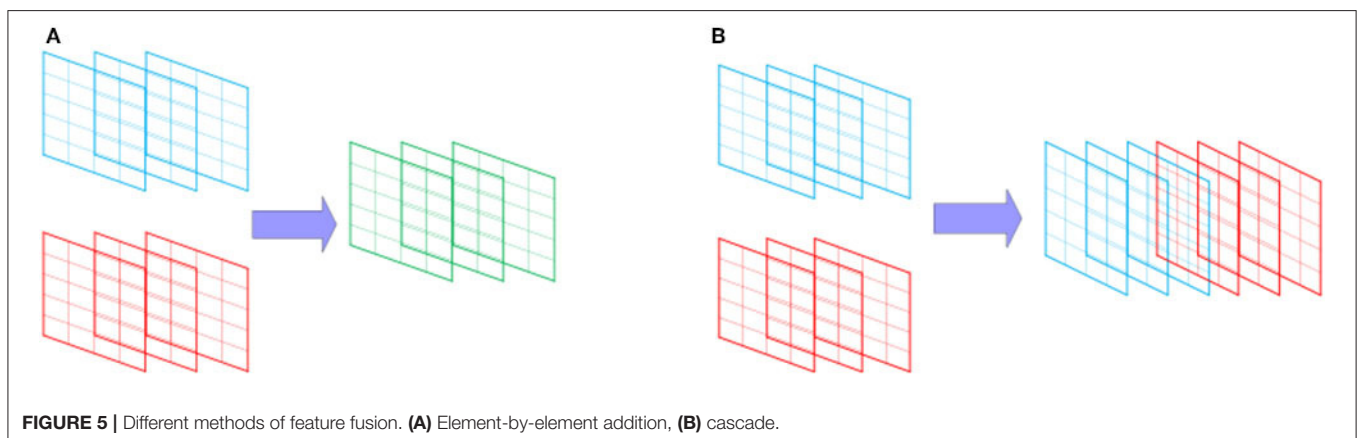 A
B
FIGURE 5 | Different methods of feature fusion. (A) Element-by-element addition, (B) cascade.